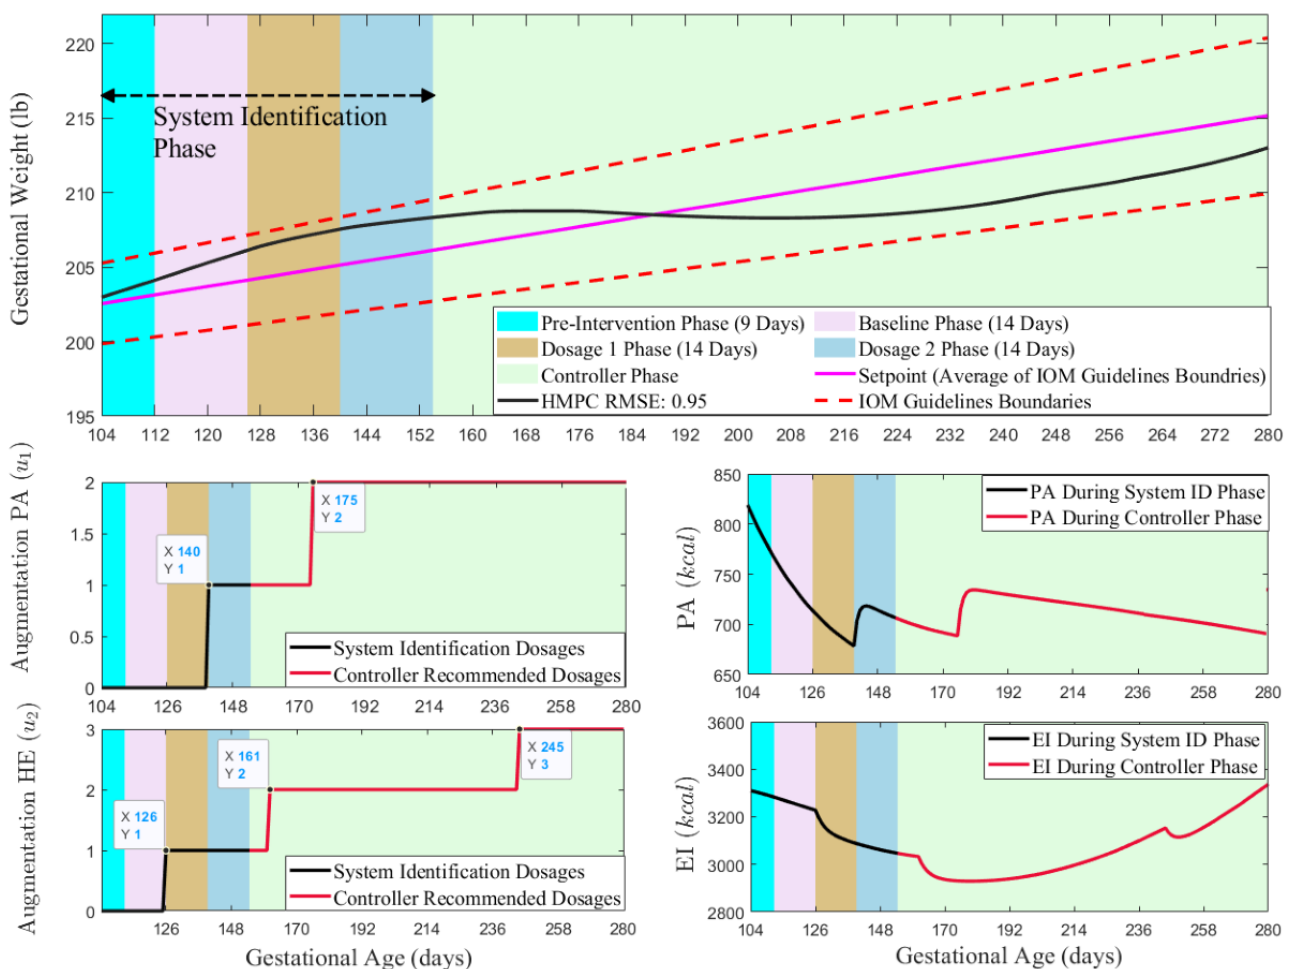 220
215
210
205
200
195
Gestational Weight (lb)
System Identification
Phase
Pre-Intervention Phase (9 Days)
Baseline Phase (14 Days)
Dosage 1 Phase (14 Days)
Dosage 2 Phase (14 Days)
Controller Phase
Setpoint (Average of IOM Guidelines Boundries)
HMPC RMSE: 0.95
IOM Guidelines Boundaries
104 112 120 128 136 144 152 160 168 176 184 192 200 208 216 224 232 240 248 256 264 272 280
Augmentation PA (u1)
2
1.5
1
0.5
0
X 140
Y 1
X 175
Y 2
System Identification Dosages
Controller Recommended Dosages
104 126 148 170 192 214 236 258 280
PA (kcal)
850
800
750
700
650
PA During System ID Phase
PA During Controller Phase
104 126 148 170 192 214 236 258 280
Augmentation HE (u2)
3
2
1
0
X 126
Y 1
X 161
Y 2
X 245
Y 3
System Identification Dosages
Controller Recommended Dosages
126 148 170 192 214 236 258 280
Gestational Age (days)
EI (kcal)
3600
3400
3200
3000
2800
EI During System ID Phase
EI During Controller Phase
104 126 148 170 192 214 236 258 280
Gestational Age (days)